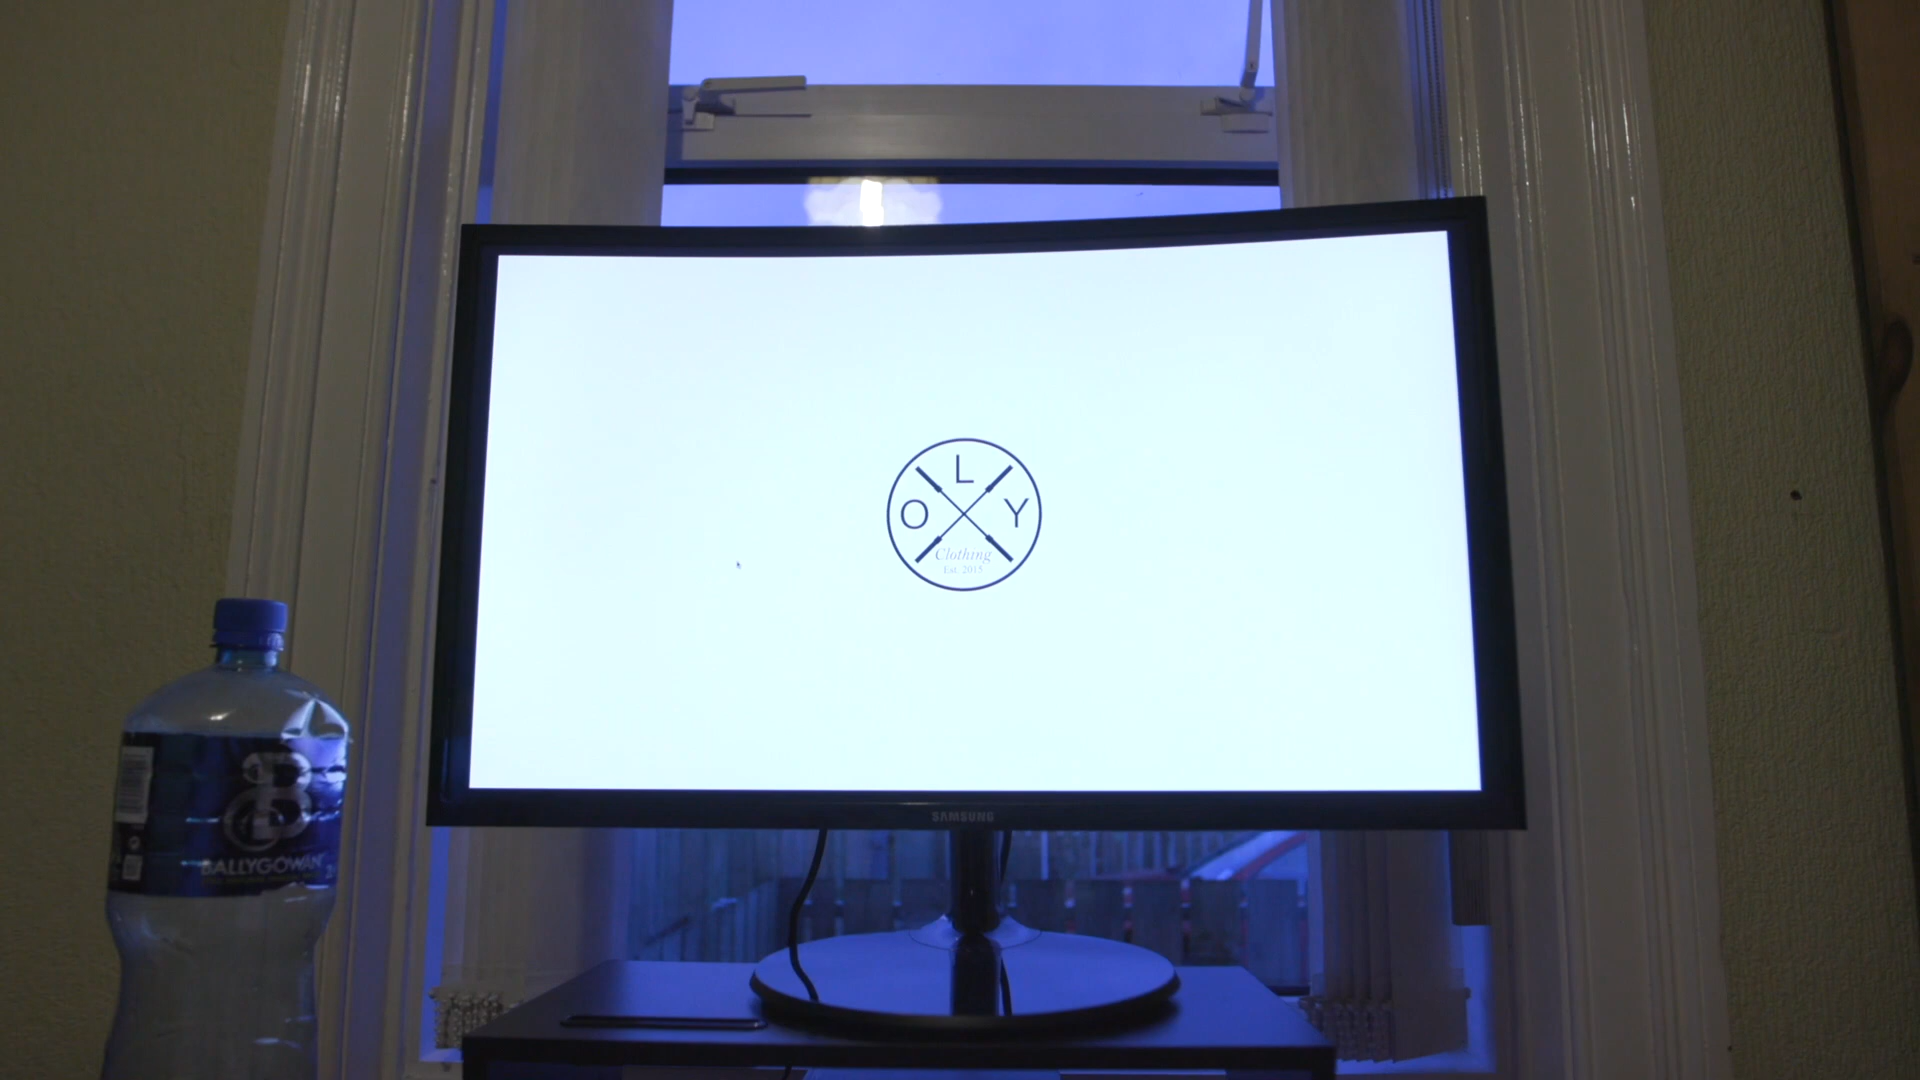 L
O Y
Clothing
Est. 2015
SAMSUNG
BALLYGOWAN